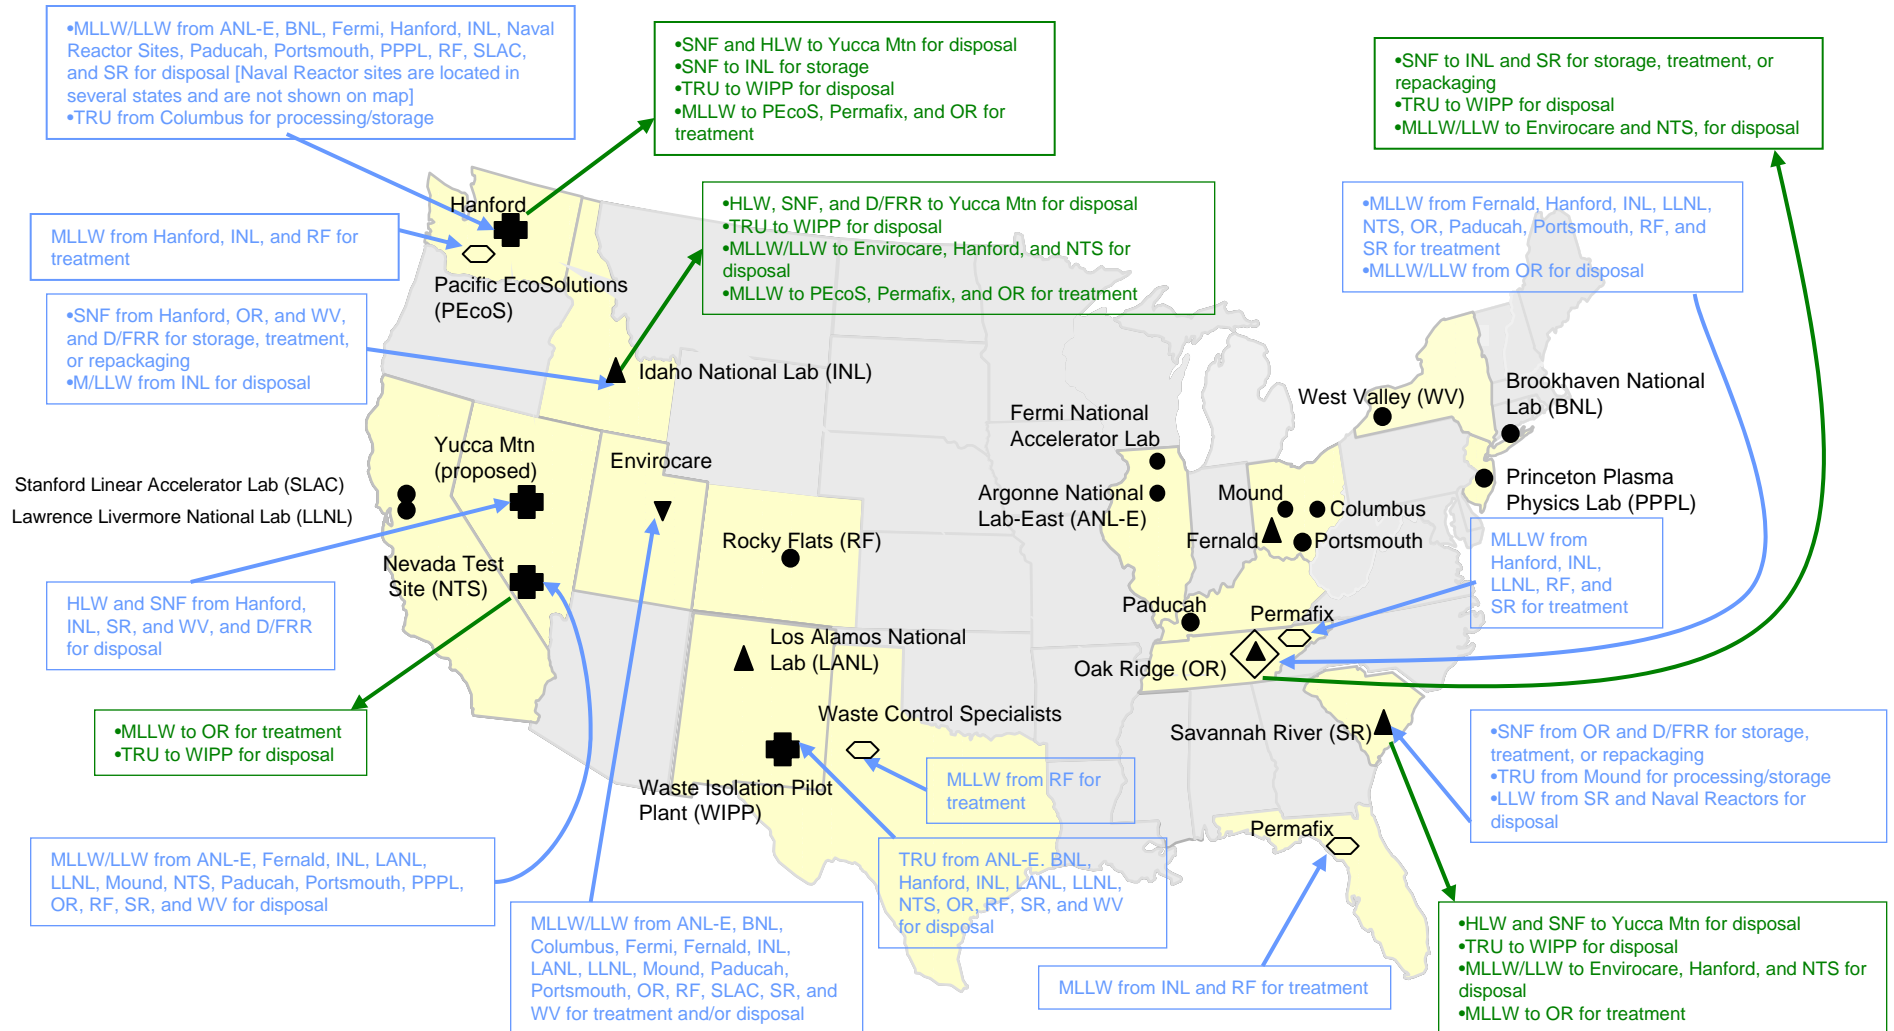 •MLLW/LLW from ANL-E, BNL, Fermi, Hanford, INL, Naval
Reactor Sites, Paducah, Portsmouth, PPPL, RF, SLAC,
and SR for disposal [Naval Reactor sites are located in
several states and are not shown on map]
•TRU from Columbus for processing/storage
•SNF and HLW to Yucca Mtn for disposal
•SNF to INL for storage
•TRU to WIPP for disposal
•MLLW to PEcoS, Permafix, and OR for
treatment
•SNF to INL and SR for storage, treatment, or
repackaging
•TRU to WIPP for disposal
•MLLW/LLW to Envirocare and NTS, for disposal
MLLW from Hanford, INL, and RF for
treatment
Hanford
Pacific EcoSolutions
(PEcoS)
•HLW, SNF, and D/FRR to Yucca Mtn for disposal
•TRU to WIPP for disposal
•MLLW/LLW to Envirocare, Hanford, and NTS for
disposal
•MLLW to PEcoS, Permafix, and OR for treatment
•MLLW from Fernald, Hanford, INL, LLNL,
NTS, OR, Paducah, Portsmouth, RF, and
SR for treatment
•MLLW/LLW from OR for disposal
•SNF from Hanford, OR, and WV,
and D/FRR for storage, treatment,
or repackaging
•M/LLW from INL for disposal
Idaho National Lab (INL)
Fermi National
Accelerator Lab
West Valley (WV)
Brookhaven National
Lab (BNL)
Yucca Mtn
(proposed)
Envirocare
Stanford Linear Accelerator Lab (SLAC)
Lawrence Livermore National Lab (LLNL)
Argonne National
Lab-East (ANL-E)
Mound
Columbus
Fernald
Portsmouth
Princeton Plasma
Physics Lab (PPPL)
Rocky Flats (RF)
Nevada Test
Site (NTS)
MLLW from
Hanford, INL,
LLNL, RF, and
SR for treatment
HLW and SNF from Hanford,
INL, SR, and WV, and D/FRR
for disposal
Paducah
Permafix
Los Alamos National
Lab (LANL)
Oak Ridge (OR)
•MLLW to OR for treatment
•TRU to WIPP for disposal
Waste Control Specialists
Savannah River (SR)
•SNF from OR and D/FRR for storage,
treatment, or repackaging
•TRU from Mound for processing/storage
•LLW from SR and Naval Reactors for
disposal
Waste Isolation Pilot
Plant (WIPP)
MLLW from RF for
treatment
Permafix
MLLW/LLW from ANL-E, Fernald, INL, LANL,
LLNL, Mound, NTS, Paducah, Portsmouth, PPPL,
OR, RF, SR, and WV for disposal
TRU from ANL-E. BNL,
Hanford, INL, LANL, LLNL,
NTS, OR, RF, SR, and WV
for disposal
MLLW/LLW from ANL-E, BNL,
Columbus, Fermi, Fernald, INL,
LANL, LLNL, Mound, Paducah,
Portsmouth, OR, RF, SLAC, SR, and
WV for treatment and/or disposal
MLLW from INL and RF for treatment
•HLW and SNF to Yucca Mtn for disposal
•TRU to WIPP for disposal
•MLLW/LLW to Envirocare, Hanford, and NTS for
disposal
•MLLW to OR for treatment